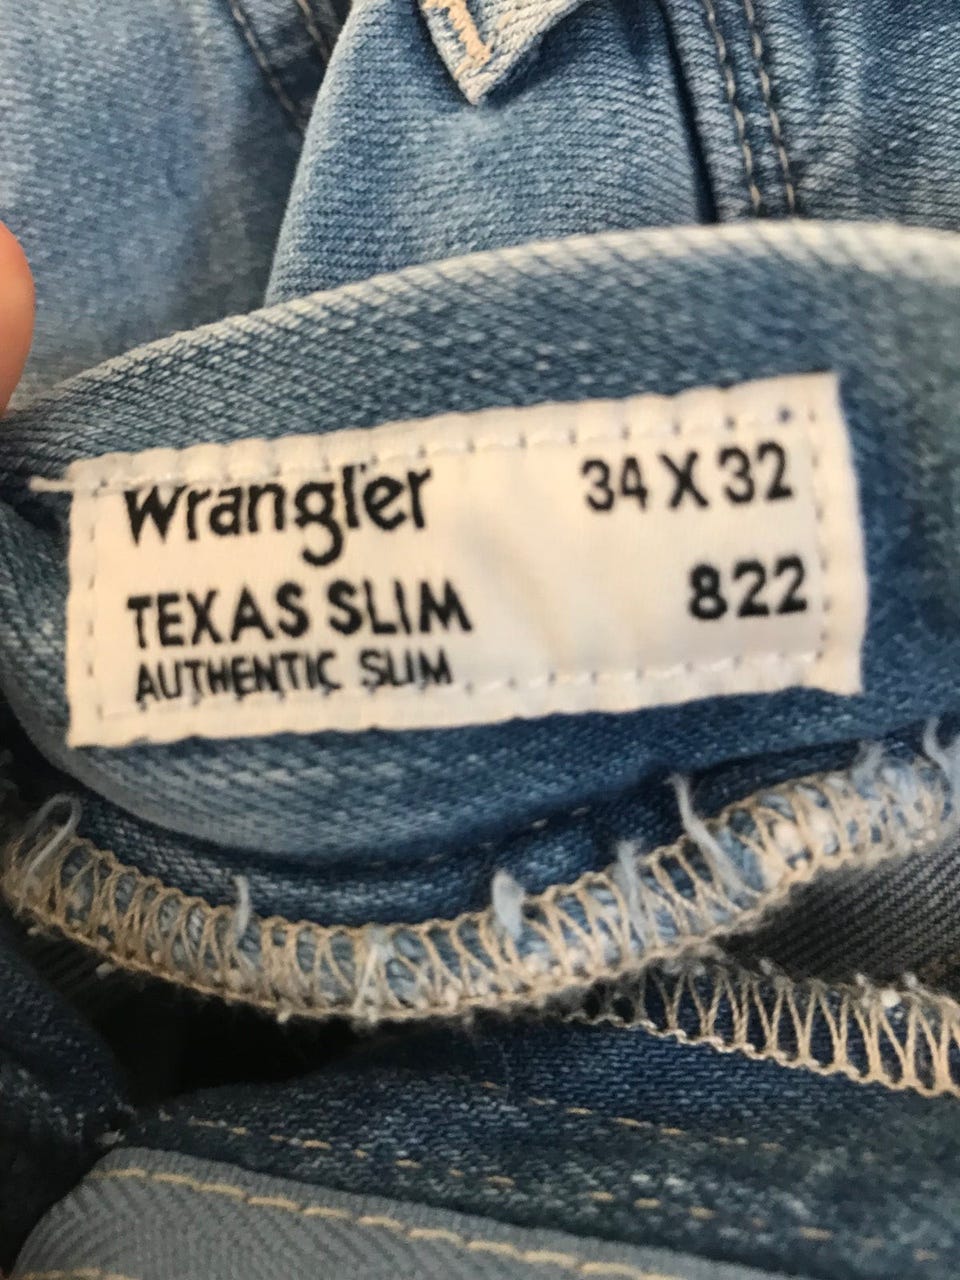 Wrangler
TEXAS SLIM
AUTHENTIC SLIM
34 X 32
822